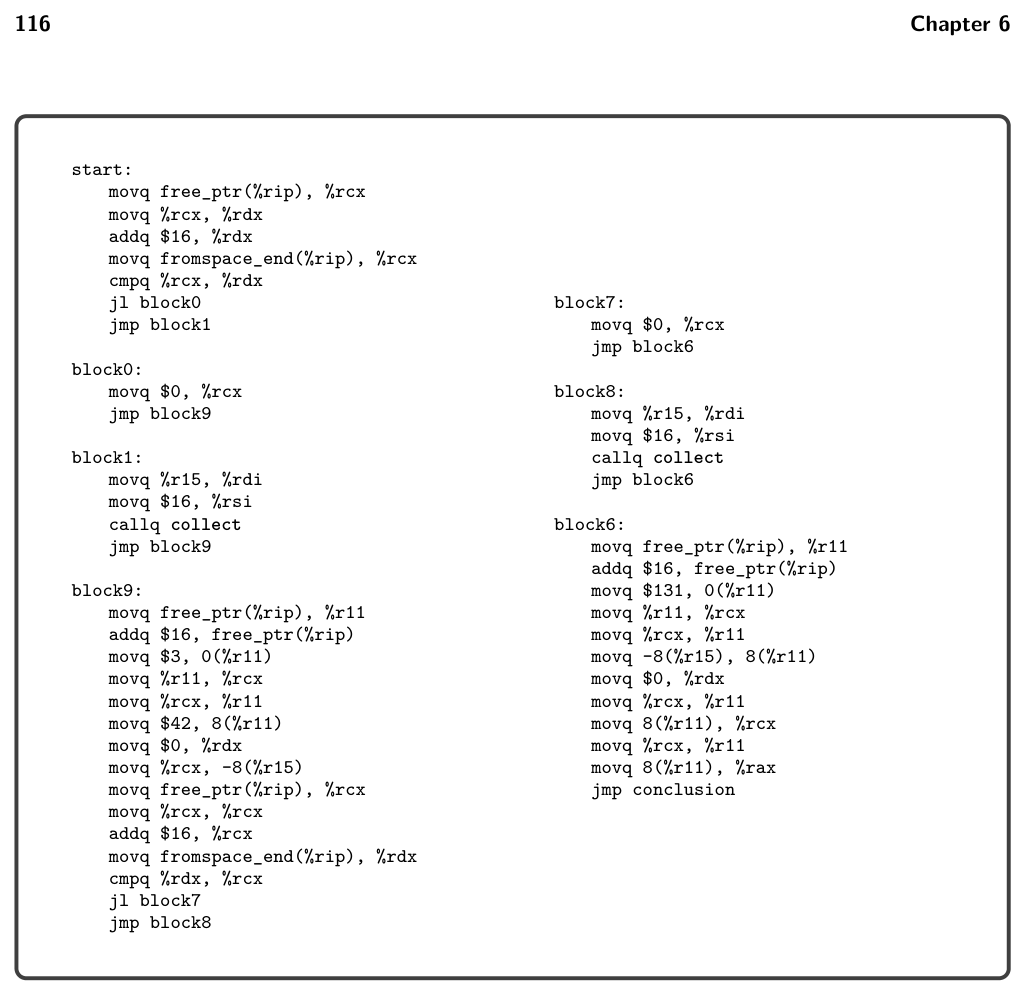 116
Chapter 6
start:
movq free_ptr(%rip), %rcx
movq %rcx, %rdx
addq $16, %rdx
movq fromspace_end(%rip), %rcx
cmpq %rcx, %rdx
jl block0
jmp block1
block0:
movq $0, %rcx
jmp block9
block1:
movq %r15, %rdi
movq $16, %rsi
callq collect
jmp block9
block9:
movq free_ptr(%rip), %r11
addq $16, free_ptr(%rip)
movq $3, 0(%r11)
movq %r11, %rcx
movq %rcx, %r11
movq $42, 8(%r11)
movq $0, %rdx
movq %rcx, -8(%r15)
movq free_ptr(%rip), %rcx
movq %rcx, %rcx
addq $16, %rcx
movq fromspace_end(%rip), %rdx
cmpq %rdx, %rcx
jl block7
jmp block8
block7:
movq $0, %rcx
jmp block6
block8:
movq %r15, %rdi
movq $16, %rsi
callq collect
jmp block6
block6:
movq free_ptr(%rip), %r11
addq $16, free_ptr(%rip)
movq $131, 0(%r11)
movq %r11, %rcx
movq %rcx, %r11
movq -8(%r15), 8(%r11)
movq $0, %rdx
movq %rcx, %r11
movq 8(%r11), %rcx
movq %rcx, %r11
movq 8(%r11), %rax
jmp conclusion